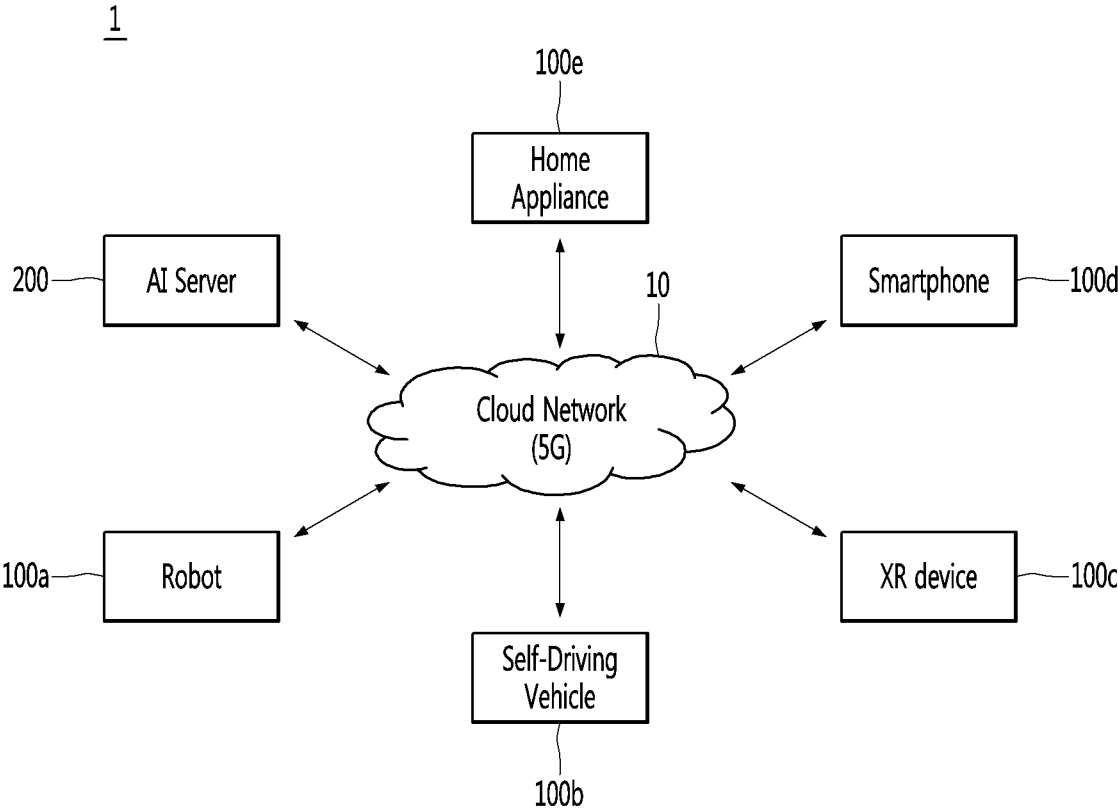 1
100e
Home
Appliance
200
AI Server
Smartphone
100d
10
Cloud Network
(5G)
100a
Robot
XR device
100c
Self-Driving
Vehicle
100b